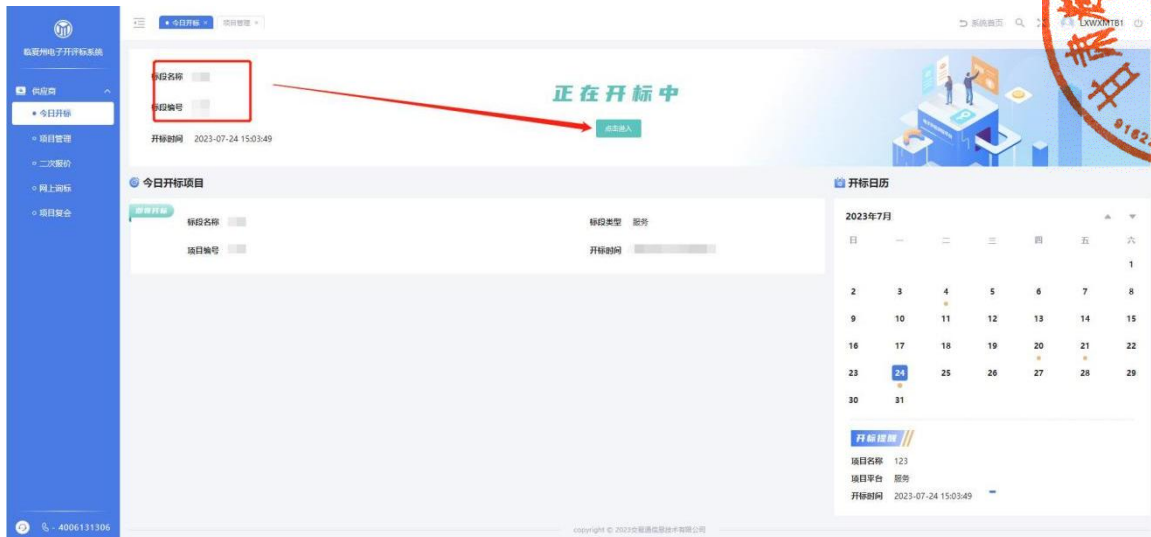 临夏州电子开评标系统
供应商
今日开标
项目管理
二次报价
网上询标
项目复会
4006131306
今日开标 ×
项目管理 ×
系统首页
LXWXMTB1
标段名称
标段编号
开标时间 2023-07-24 15:03:49
正在开标中
点击进入
今日开标项目
标段名称
标段类型 服务
项目编号
开标时间
开标日历
2023年7月
日 一 二 三 四 五 六
1
2 3 4 5 6 7 8
9 10 11 12 13 14 15
16 17 18 19 20 21 22
23 24 25 26 27 28 29
30 31
开标提醒
项目名称 123
项目平台 服务
开标时间 2023-07-24 15:03:49